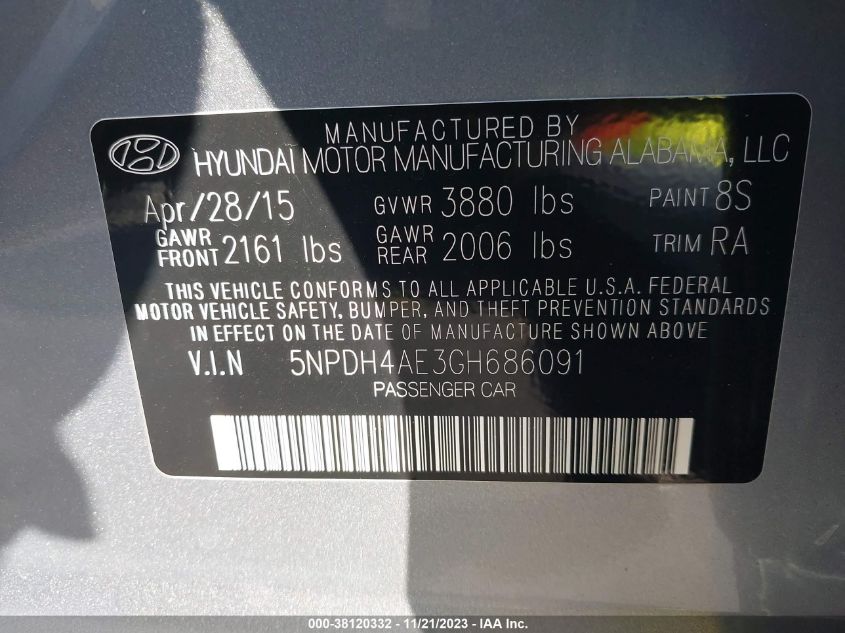 MANUFACTURED BY
HYUNDAI MOTOR MANUFACTURING ALABAMA, LLC
Apr/28/15 GVWR 3880 lbs PAINT 8S
GAWR FRONT 2161 lbs GAWR REAR 2006 lbs TRIM RA
THIS VEHICLE CONFORMS TO ALL APPLICABLE U.S.A. FEDERAL
MOTOR VEHICLE SAFETY, BUMPER, AND THEFT PREVENTION STANDARDS
IN EFFECT ON THE DATE OF MANUFACTURE SHOWN ABOVE
V.I.N 5NPDH4AE3GH686091
PASSENGER CAR
000-38120332 - 11/21/2023 - IAA Inc.